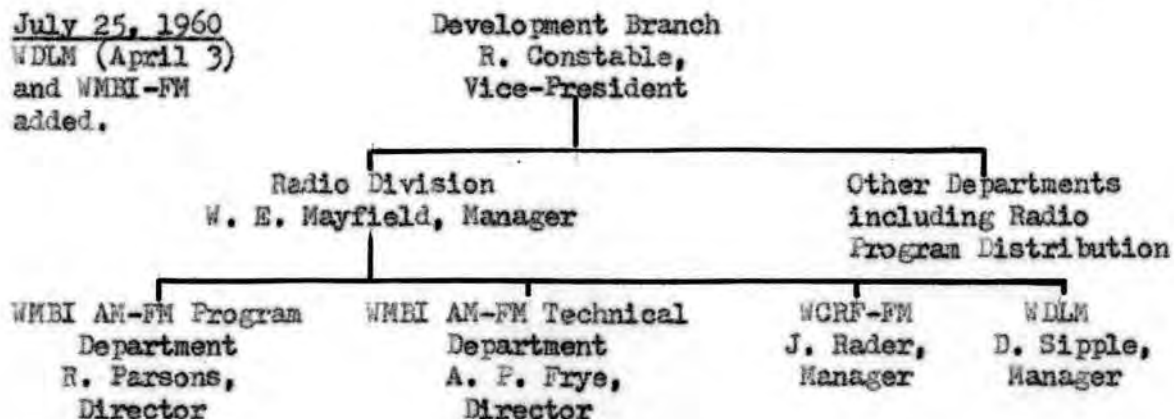 July 25, 1960
WDLM (April 3)
and WMBI-FM
added.
Development Branch
R. Constable,
Vice-President
Radio Division
W. E. Mayfield, Manager
Other Departments
including Radio
Program Distribution
WMBI AM-FM Program
Department
R. Parsons,
Director
WMBI AM-FM Technical
Department
A. P. Frye,
Director
WCRF-FM
J. Rader,
Manager
WDLM
D. Sipple,
Manager